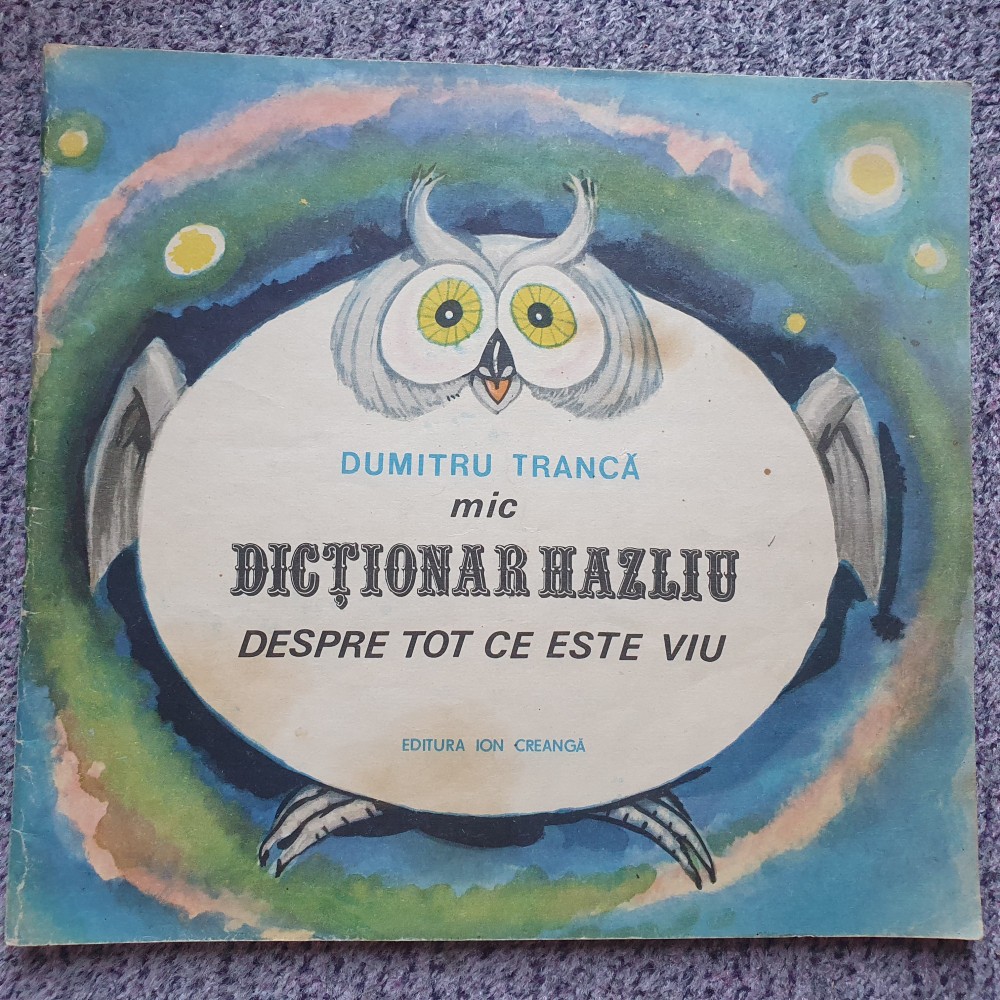 DUMITRU TRANCĂ
mic
DICȚIONAR HAZLIU
DESPRE TOT CE ESTE VIU
EDITURA ION CREANGĂ